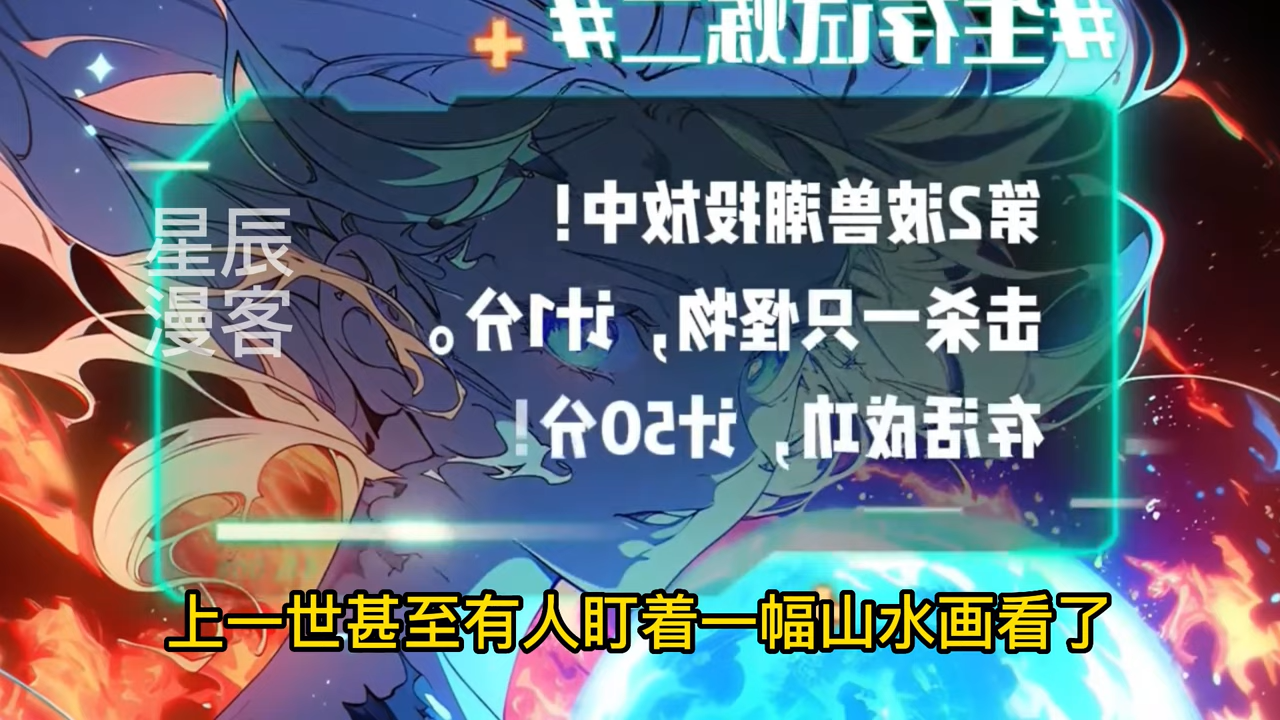 #生存试炼二#
星辰
漫客
第2波兽潮投放中！
击杀一只怪物，计1分。
存活成功，计50分！
上一世甚至有人盯着一幅山水画看了